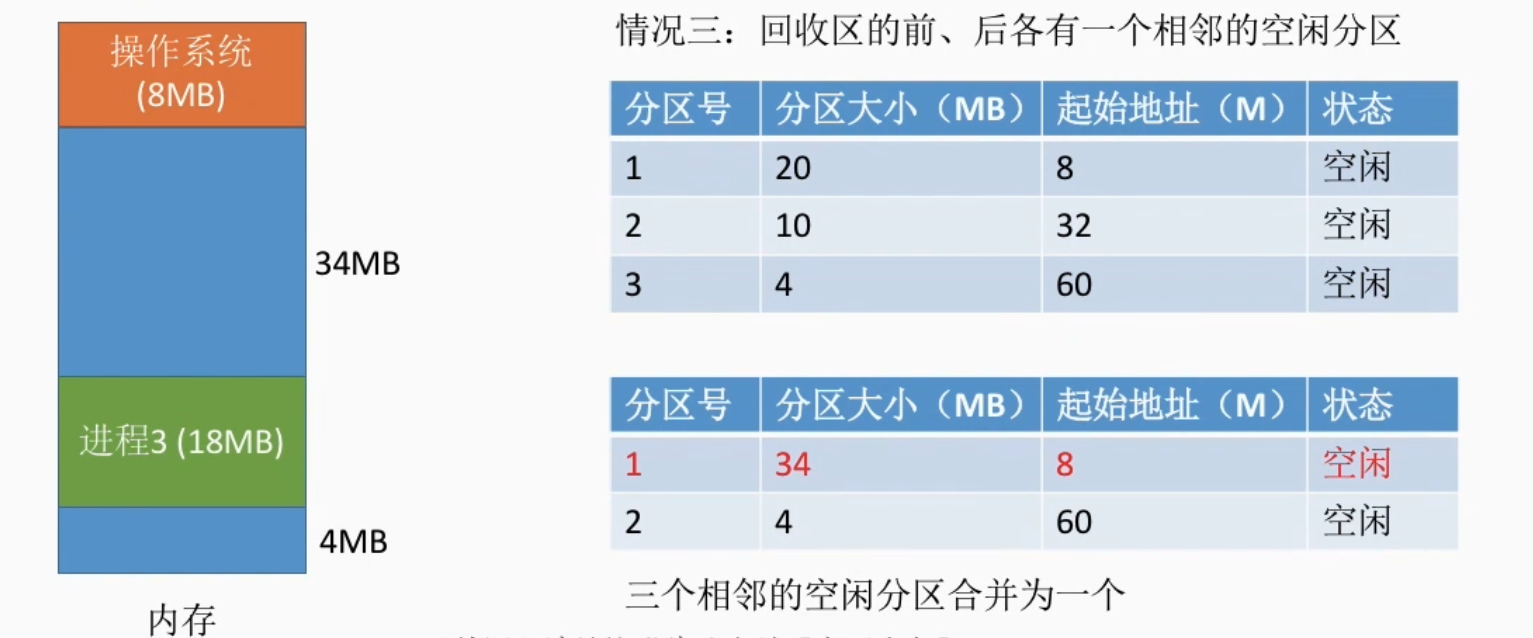 操作系统
(8MB)
34MB
进程3 (18MB)
4MB
内存
情况三：回收区的前、后各有一个相邻的空闲分区
分区号 分区大小（MB） 起始地址（M） 状态
1 20 8 空闲
2 10 32 空闲
3 4 60 空闲
分区号 分区大小（MB） 起始地址（M） 状态
1 34 8 空闲
2 4 60 空闲
三个相邻的空闲分区合并为一个